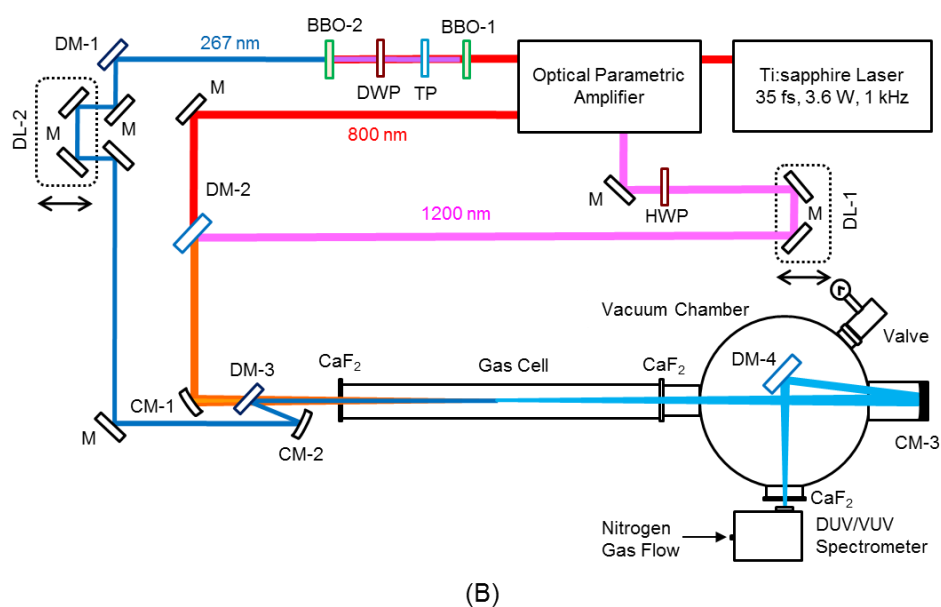 BBO-2
BBO-1
DM-1
267 nm
DWP
TP
Optical Parametric
Amplifier
Ti:sapphire Laser
35 fs, 3.6 W, 1 kHz
M
800 nm
DL-2
M
M
DM-2
1200 nm
M
HWP
M
DL-1
Vacuum Chamber
Valve
CaF2
Gas Cell
CaF2
DM-4
DM-3
CM-1
M
CM-2
CM-3
CaF2
Nitrogen
Gas Flow
DUV/VUV
Spectrometer
(B)